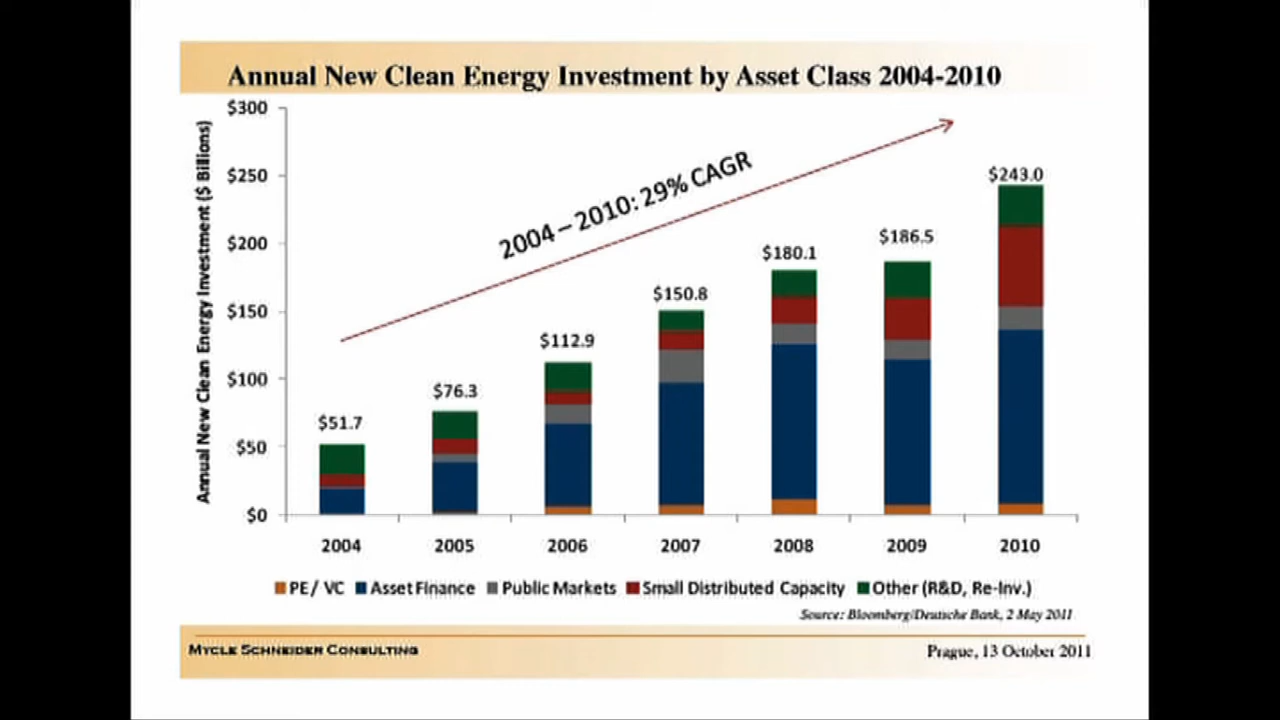 Annual New Clean Energy Investment by Asset Class 2004-2010
Annual New Clean Energy Investment ($ Billions)
$300
$250
$200
$150
$100
$50
$0
2004 – 2010: 29% CAGR
$51.7
$76.3
$112.9
$150.8
$180.1
$186.5
$243.0
2004 2005 2006 2007 2008 2009 2010
PE/ VC Asset Finance Public Markets Small Distributed Capacity Other (R&D, Re-Inv.)
Source: Bloomberg/Deutsche Bank, 2 May 2011
MYCLE SCHNEIDER CONSULTING
Prague, 13 October 2011